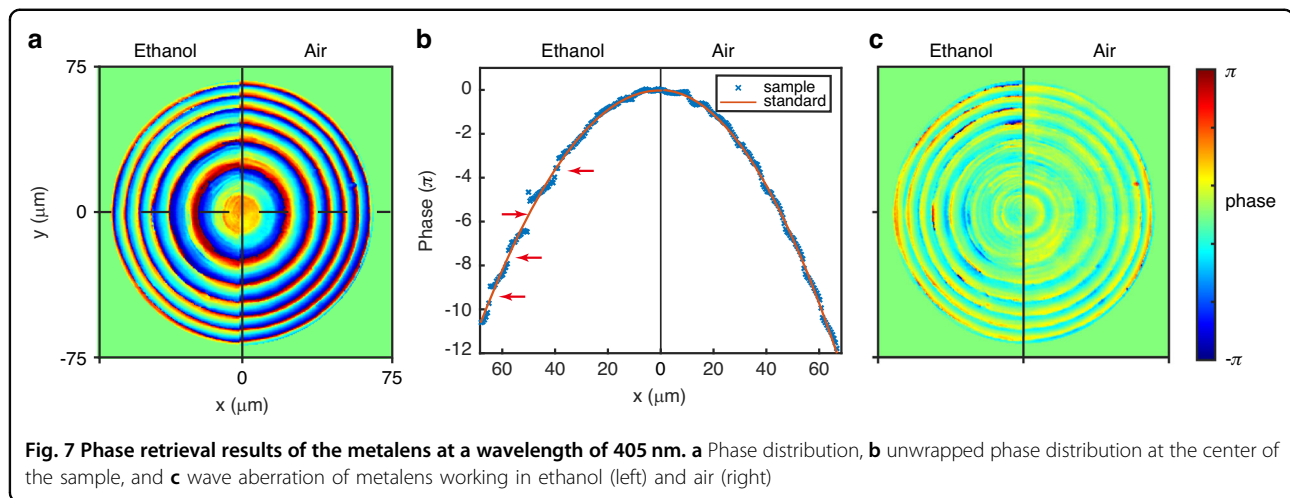 a
Ethanol
Air
75
0
-75
y (μm)
0
75
x (μm)
b
Ethanol
Air
sample
standard
0
-2
-4
-6
-8
-10
-12
Phase (π)
60
40
20
0
20
40
60
x (μm)
c
Ethanol
Air
π
phase
-π
Fig. 7 Phase retrieval results of the metalens at a wavelength of 405 nm. a Phase distribution, b unwrapped phase distribution at the center of
the sample, and c wave aberration of metalens working in ethanol (left) and air (right)